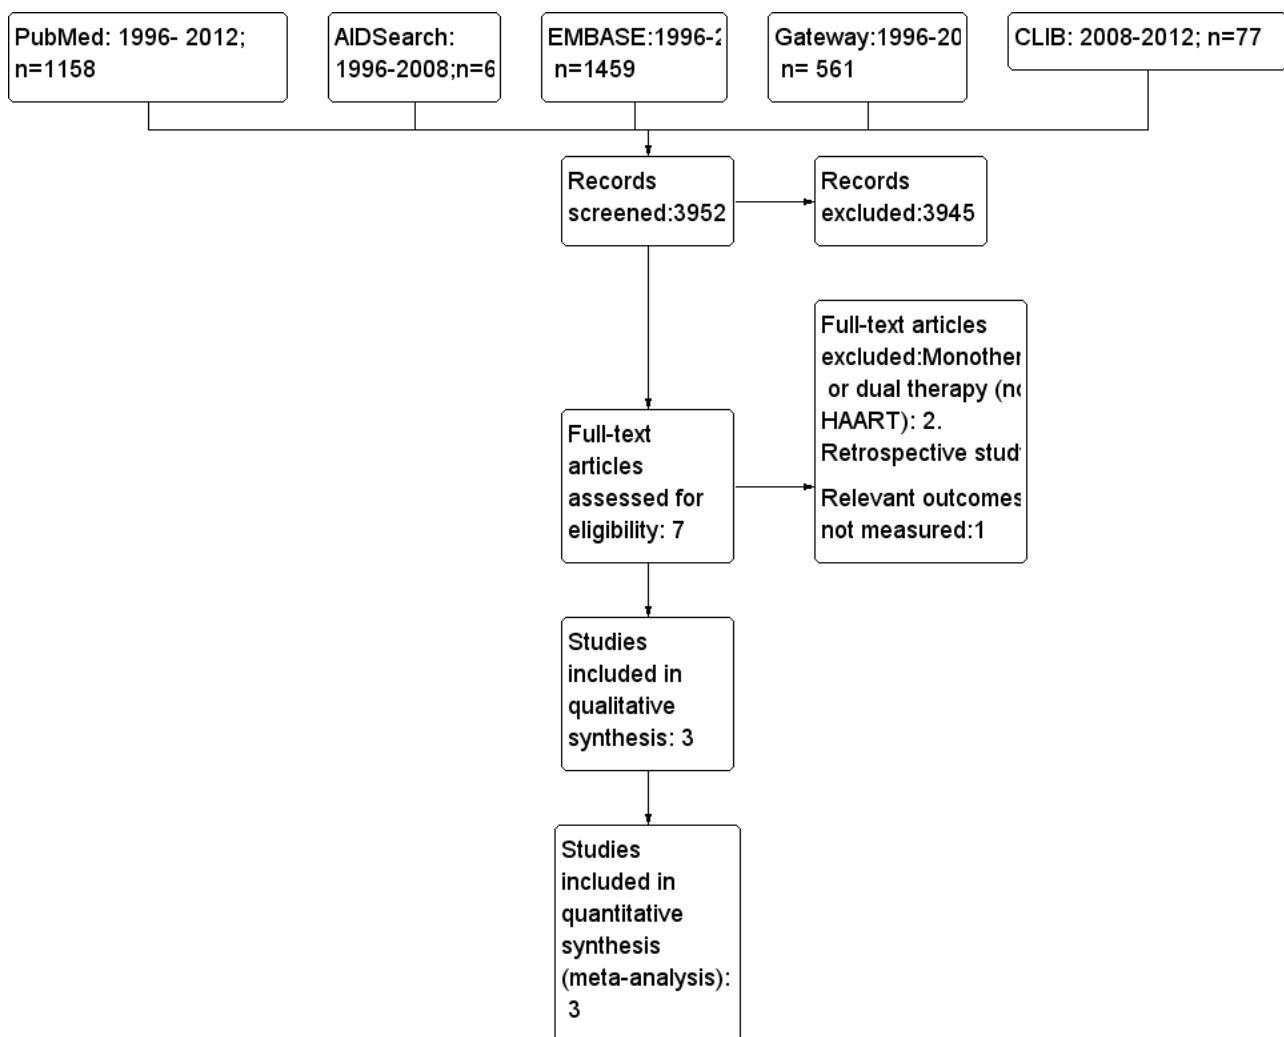 PubMed: 1996- 2012;
n=1158
AIDSearch:
1996-2008;n=6
EMBASE:1996-2
n=1459
Gateway:1996-20
n= 561
CLIB: 2008-2012; n=77
Records
screened:3952
Records
excluded:3945
Full-text articles
excluded:Monother
or dual therapy (no
HAART): 2.
Retrospective stud
Relevant outcomes
not measured:1
Full-text
articles
assessed for
eligibility: 7
Studies
included in
qualitative
synthesis: 3
Studies
included in
quantitative
synthesis
(meta-analysis):
3